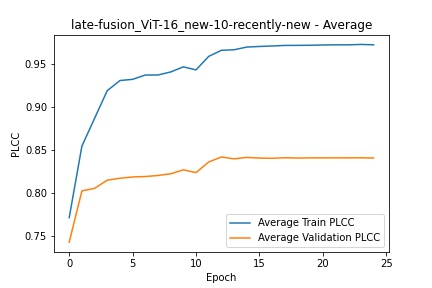 late-fusion_ViT-16_new-10-recently-new - Average
0.95
0.90
0.85
0.80
0.75
PLCC
Average Train PLCC
Average Validation PLCC
0 5 10 15 20 25
Epoch